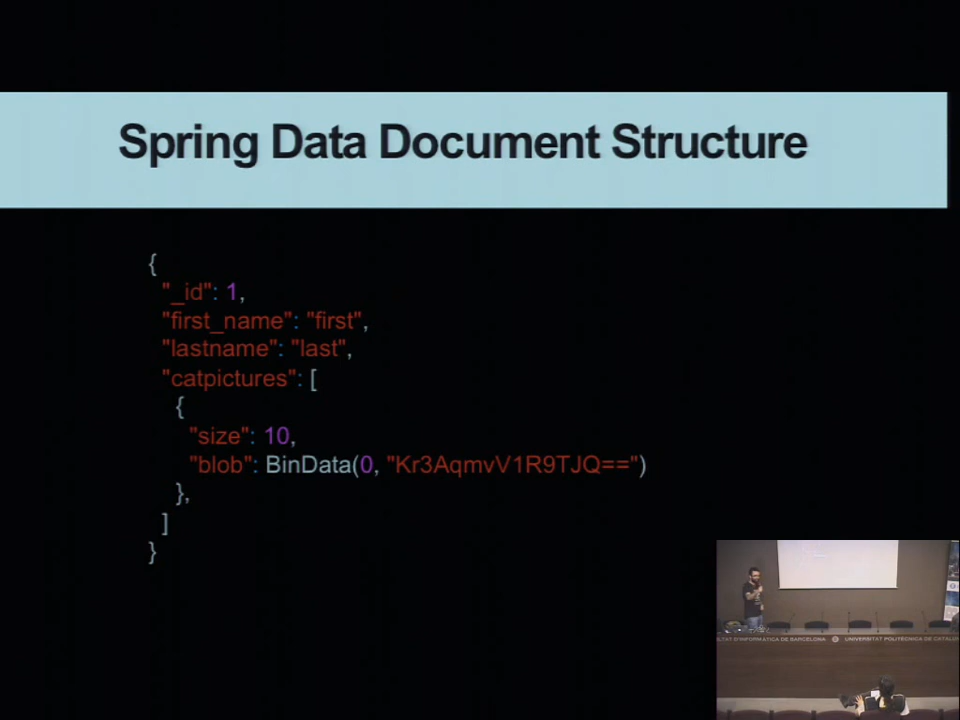 Spring Data Document Structure
{
"_id": 1,
"first_name": "first",
"lastname": "last",
"catpictures": [
{
"size": 10,
"blob": BinData(0, "Kr3AqmvV1R9TJQ==")
},
]
}
FACULTAT D'INFORMÀTICA DE BARCELONA UNIVERSITAT POLITÈCNICA DE CATALU